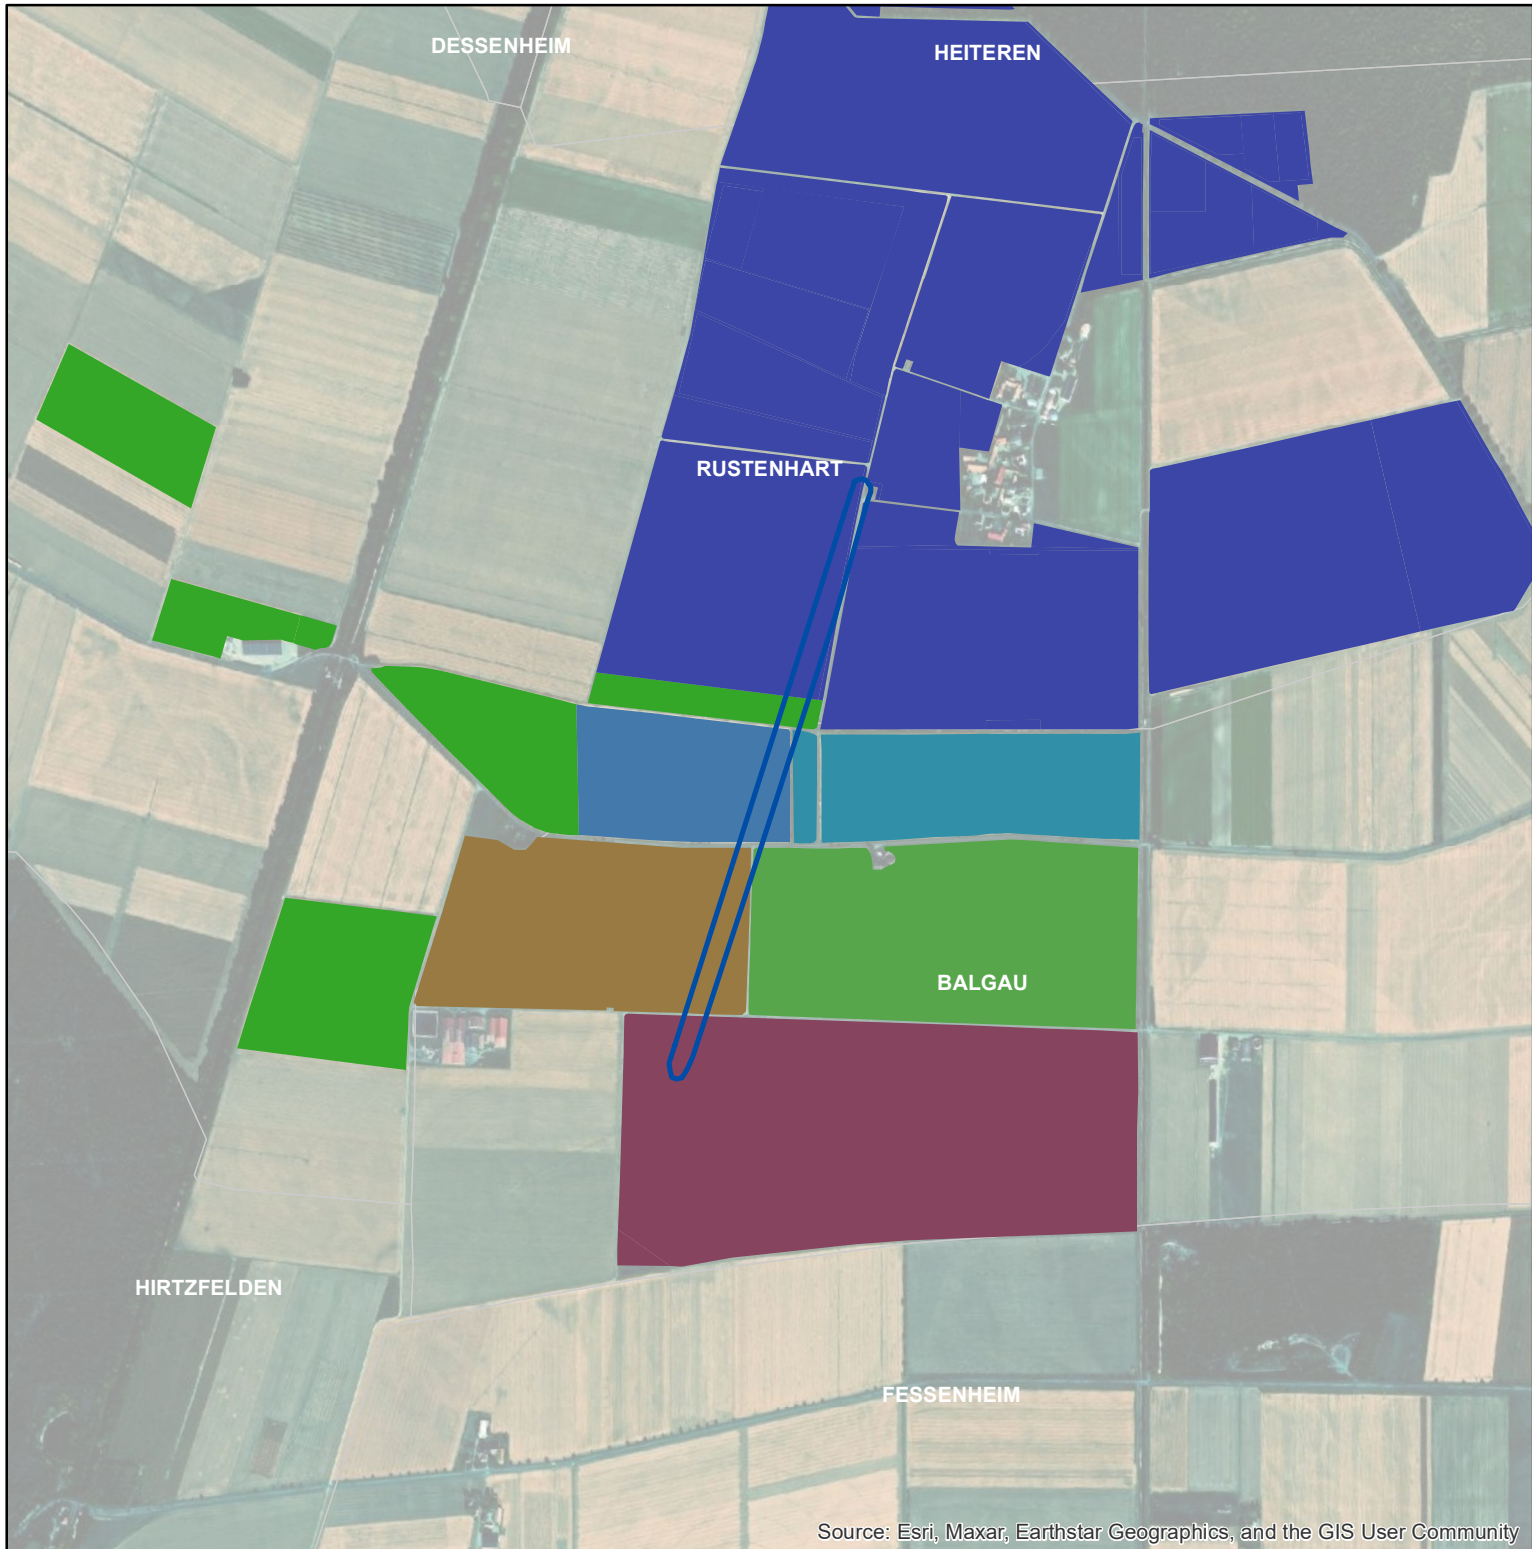 DESSENHEIM
HEITEREN
RUSTENHART
BALGAU
HIRTZFELDEN
FESSENHEIM
Source: Esri, Maxar, Earthstar Geographics, and the GIS User Community